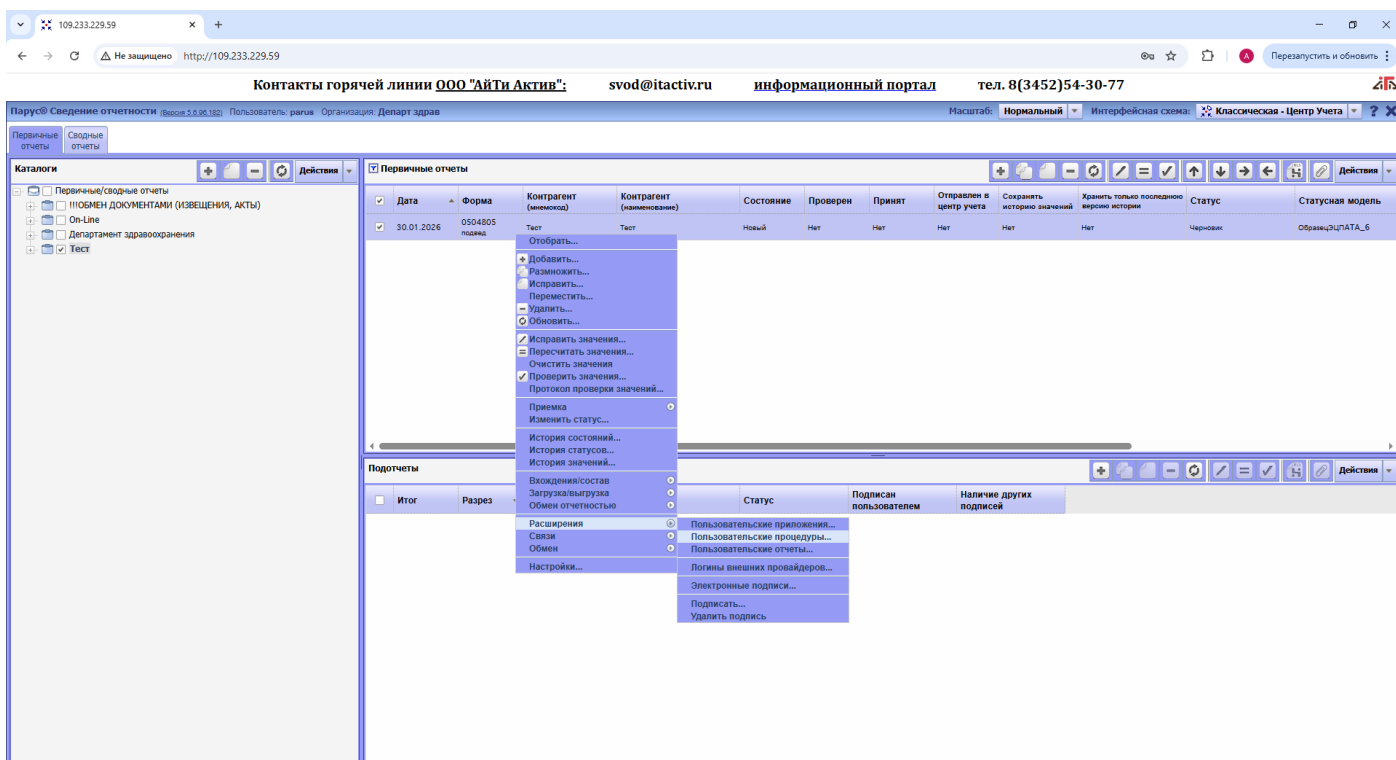 109.233.229.59
Не защищено http://109.233.229.59
Перезапустить и обновить
Контакты горячей линии ООО "АйТи Актив": svod@itactiv.ru информационный портал тел. 8(3452)54-30-77
Парус® Сведение отчетности (Версия 5.6.96.192) Пользователь: parus Организация: Департ здрав Масштаб: Нормальный Интерфейсная схема: Классическая - Центр Учета
Первичные отчеты
Сводные отчеты
Каталоги
Действия
Первичные/сводные отчеты
!!!ОБМЕН ДОКУМЕНТАМИ (ИЗВЕЩЕНИЯ, АКТЫ)
On-Line
Департамент здравоохранения
Тест
Первичные отчеты
Действия
Дата Форма Контрагент (мнемокод) Контрагент (наименование) Состояние Проверен Принят Отправлен в центр учета Сохранять историю значений Хранить только последнюю версию истории Статус Статусная модель
30.01.2026 0504805 подвед Тест Тест Новый Нет Нет Нет Нет Нет Черновик ОбразецЭЦПАТА_6
Отобрать...
Добавить...
Размножить...
Исправить...
Переместить...
Удалить...
Обновить...
Исправить значения...
Пересчитать значения...
Очистить значения
Проверить значения...
Протокол проверки значений...
Приемка
Изменить статус...
История состояний...
История статусов...
История значений...
Вхождения/состав
Загрузка/выгрузка
Обмен отчетностью
Расширения
Связи
Обмен
Настройки...
Пользовательские приложения...
Пользовательские процедуры...
Пользовательские отчеты...
Логины внешних провайдеров...
Электронные подписи...
Подписать...
Удалить подпись
Подотчеты
Действия
Итог Разрез Статус Подписан пользователем Наличие других подписей